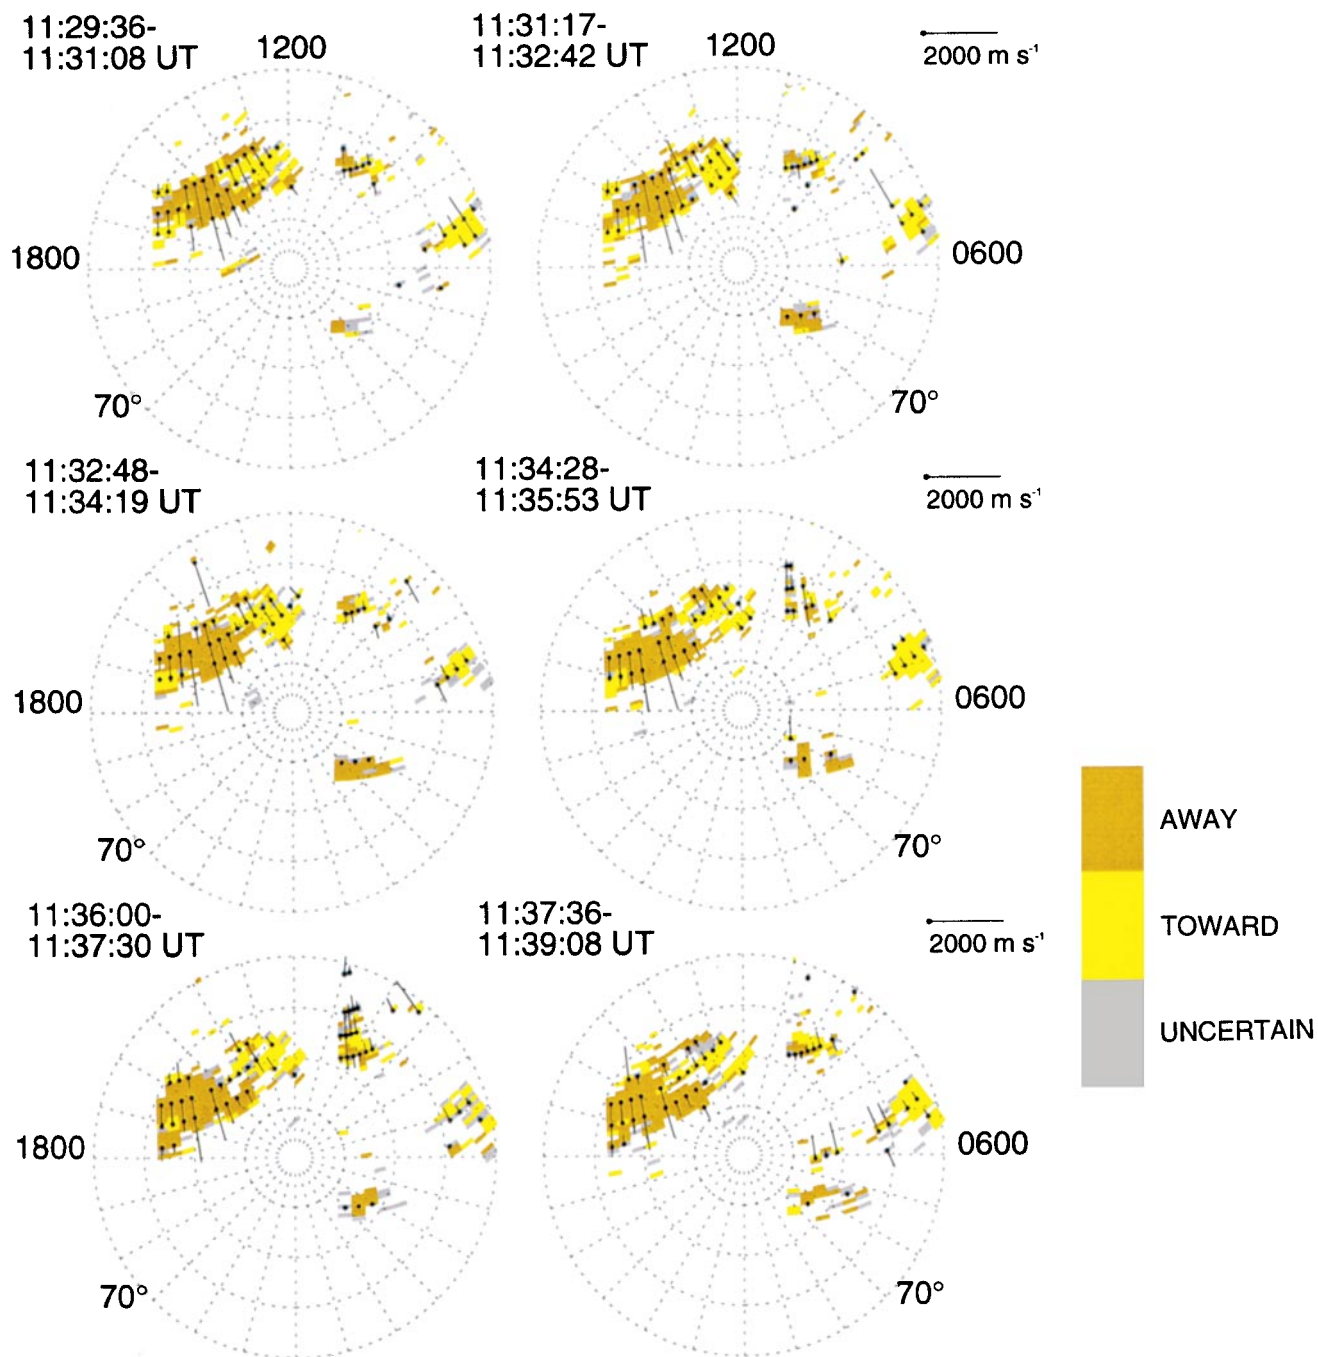 11:29:36-
11:31:08 UT
1200
11:31:17-
11:32:42 UT
1200
2000 m s⁻¹
1800
0600
70°
70°
11:32:48-
11:34:19 UT
11:34:28-
11:35:53 UT
2000 m s⁻¹
1800
0600
70°
70°
AWAY
TOWARD
UNCERTAIN
11:36:00-
11:37:30 UT
11:37:36-
11:39:08 UT
2000 m s⁻¹
1800
0600
70°
70°